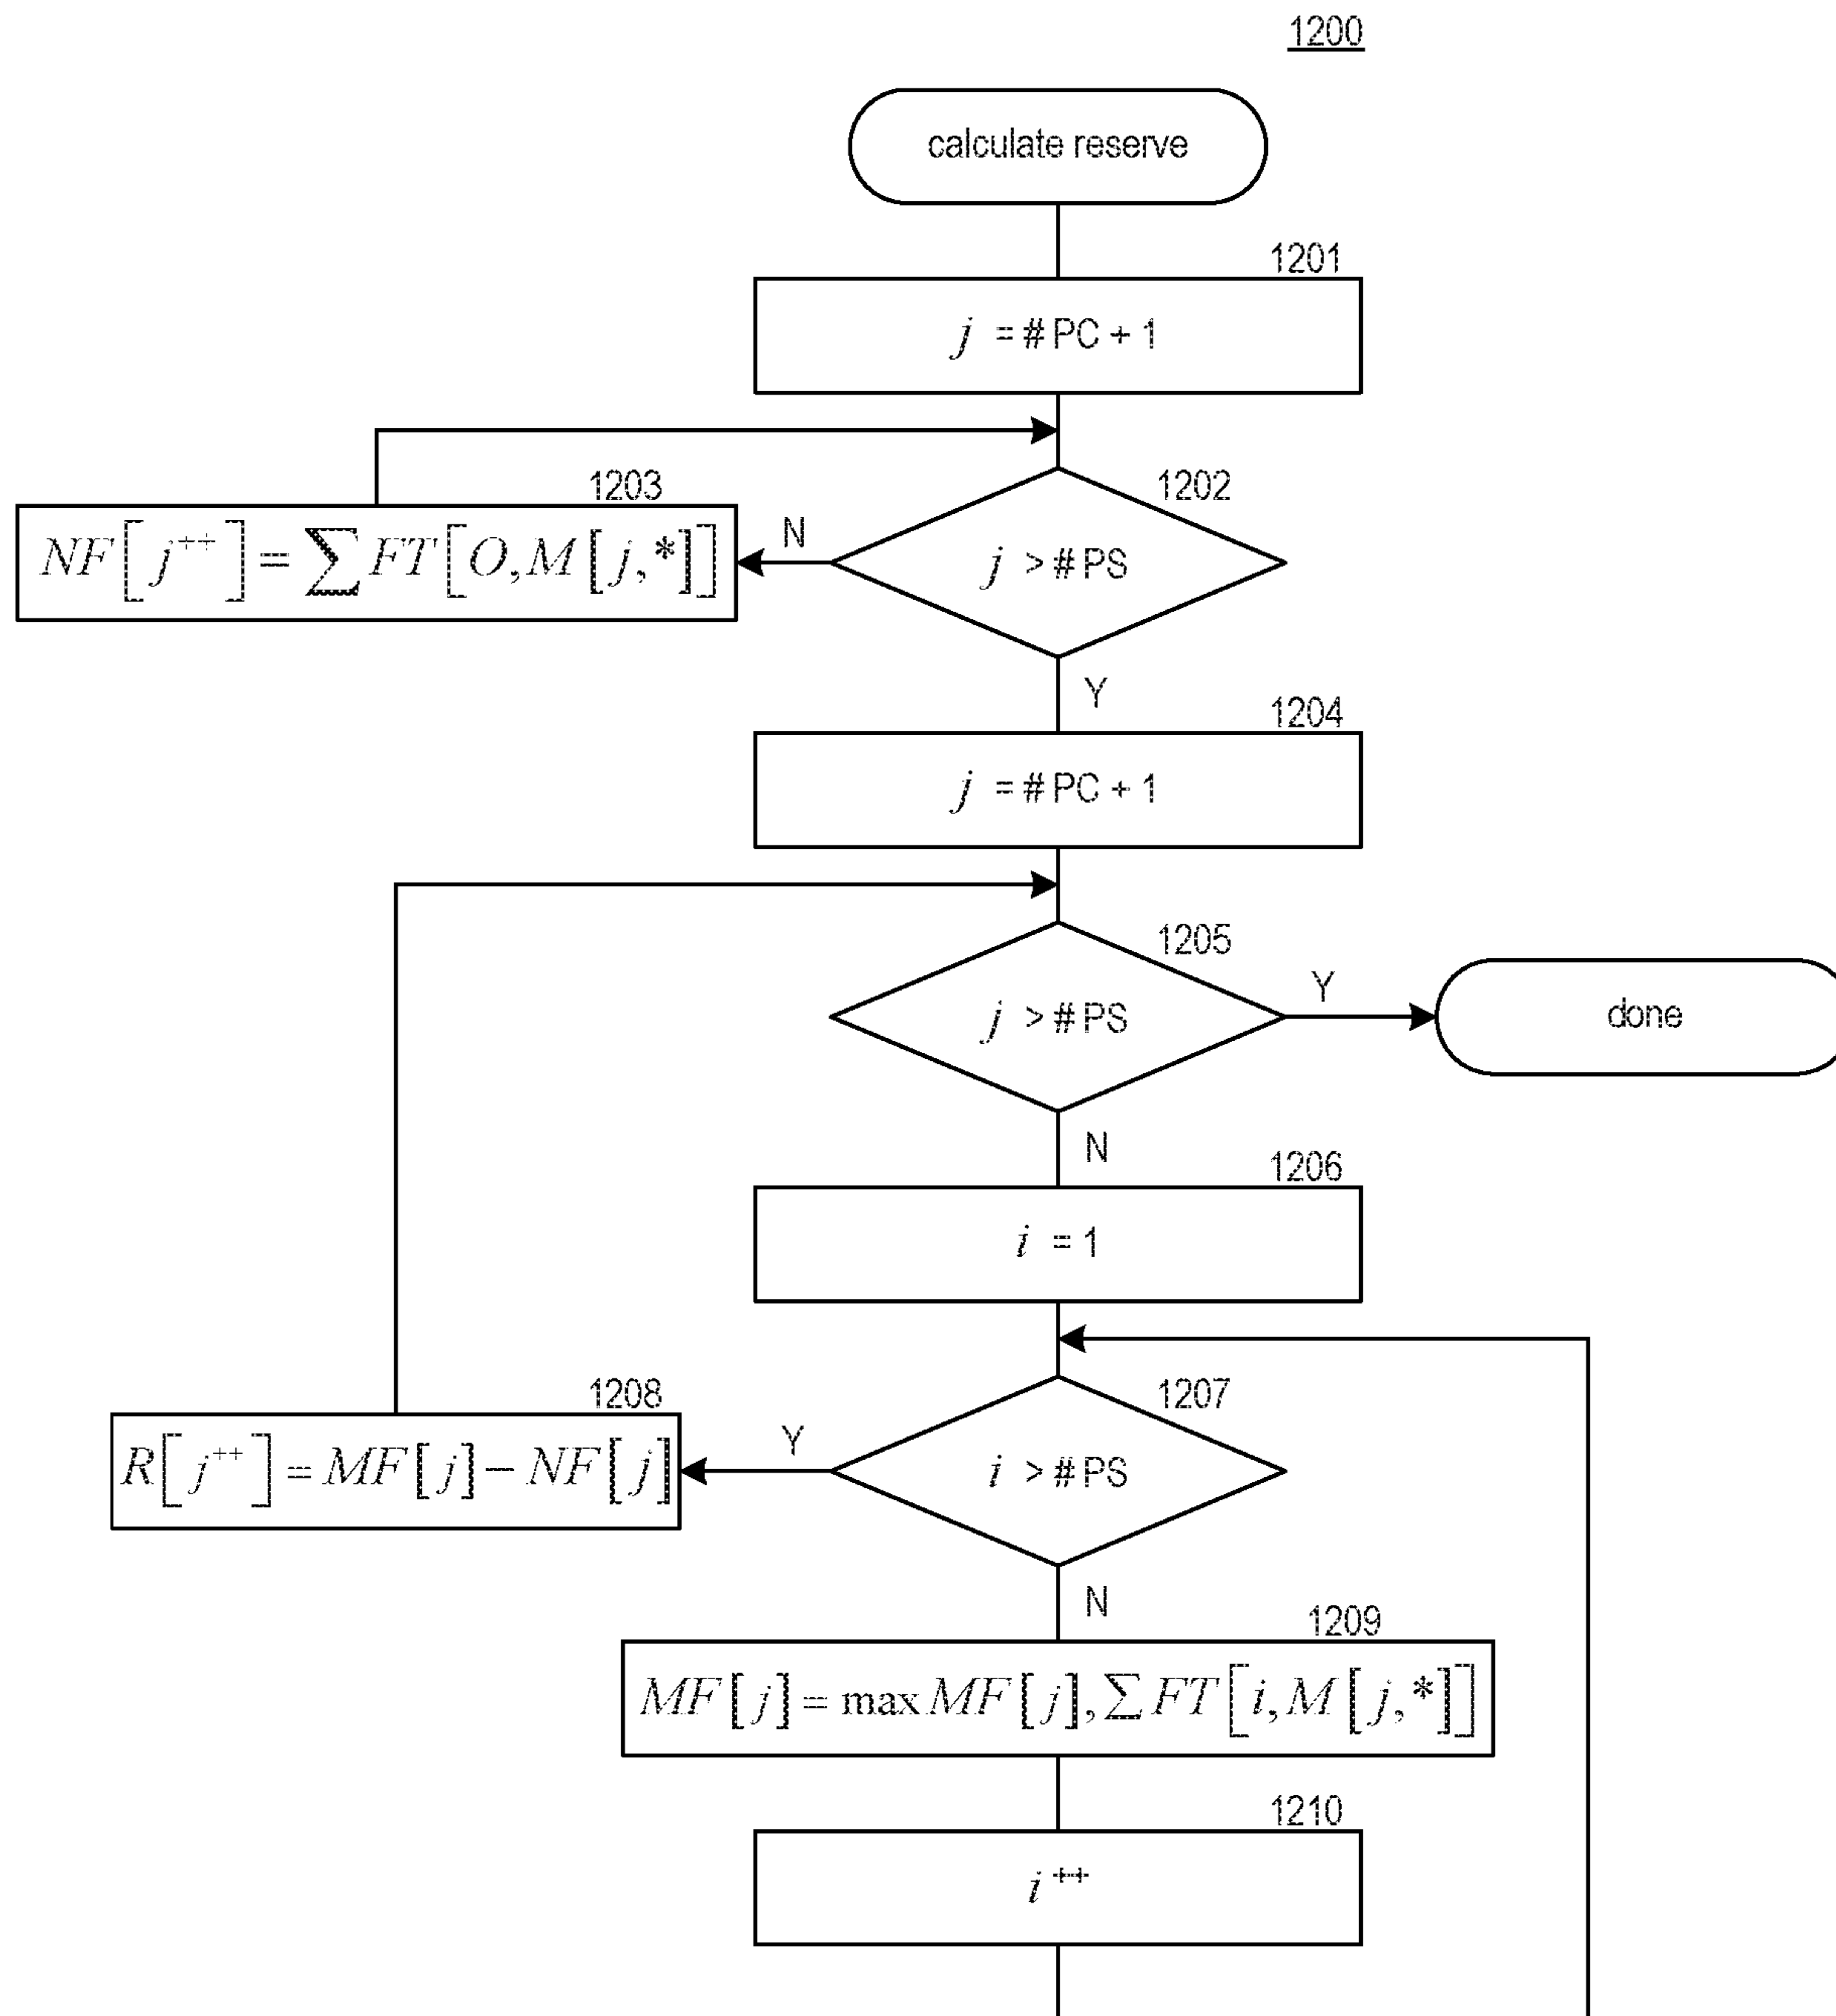 1200
calculate reserve
1201
j = # PC + 1
1203
NF[j++] = ∑FT[O,M[j,*]]
N
1202
j > # PS
Y
1204
j = # PC + 1
1205
j > # PS
Y
done
N
1206
i = 1
1208
R[j++] = MF[j] − NF[j]
Y
1207
i > # PS
N
1209
MF[j] = max MF[j], ∑FT[i,M[j,*]]
1210
i++